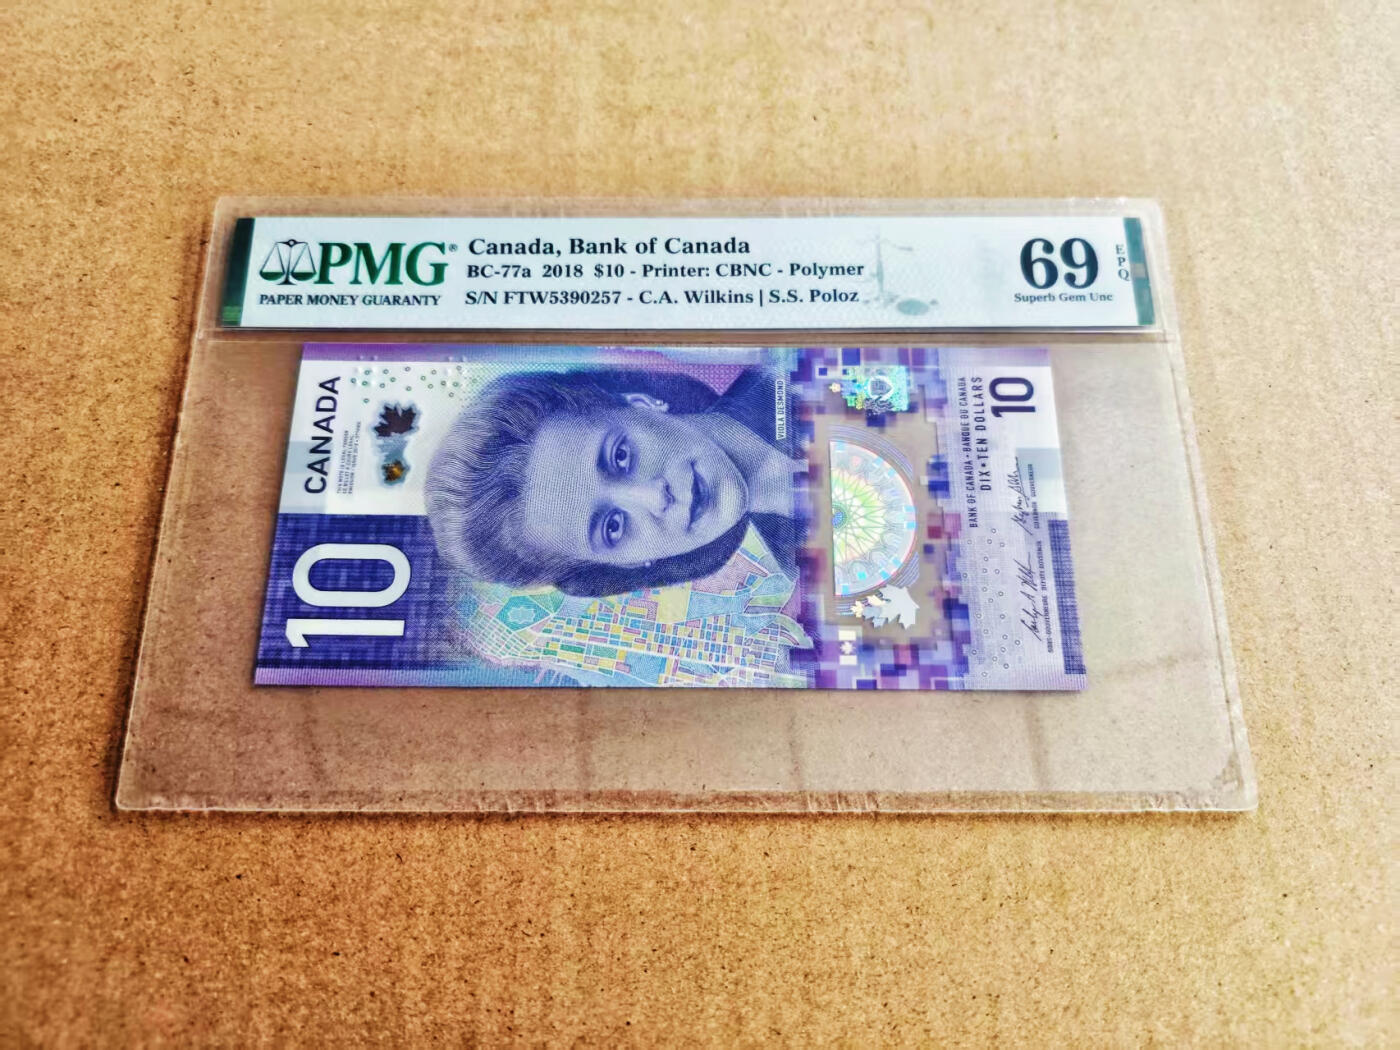 PMG®
PAPER MONEY GUARANTY
Canada, Bank of Canada
BC-77a 2018 $10 - Printer: CBNC - Polymer
S/N FTW5390257 - C.A. Wilkins | S.S. Poloz
69
Superb Gem Unc
EPQ
CANADA
10
VIOLA DESMOND
BANK OF CANADA • BANQUE DU CANADA
DIX • TEN DOLLARS
10